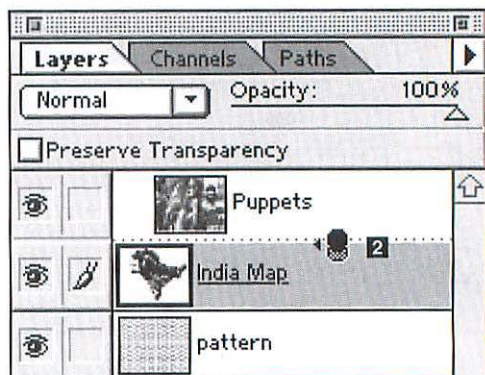 Layers Channels Paths
Normal Opacity: 100%
Preserve Transparency
Puppets
2
India Map
pattern